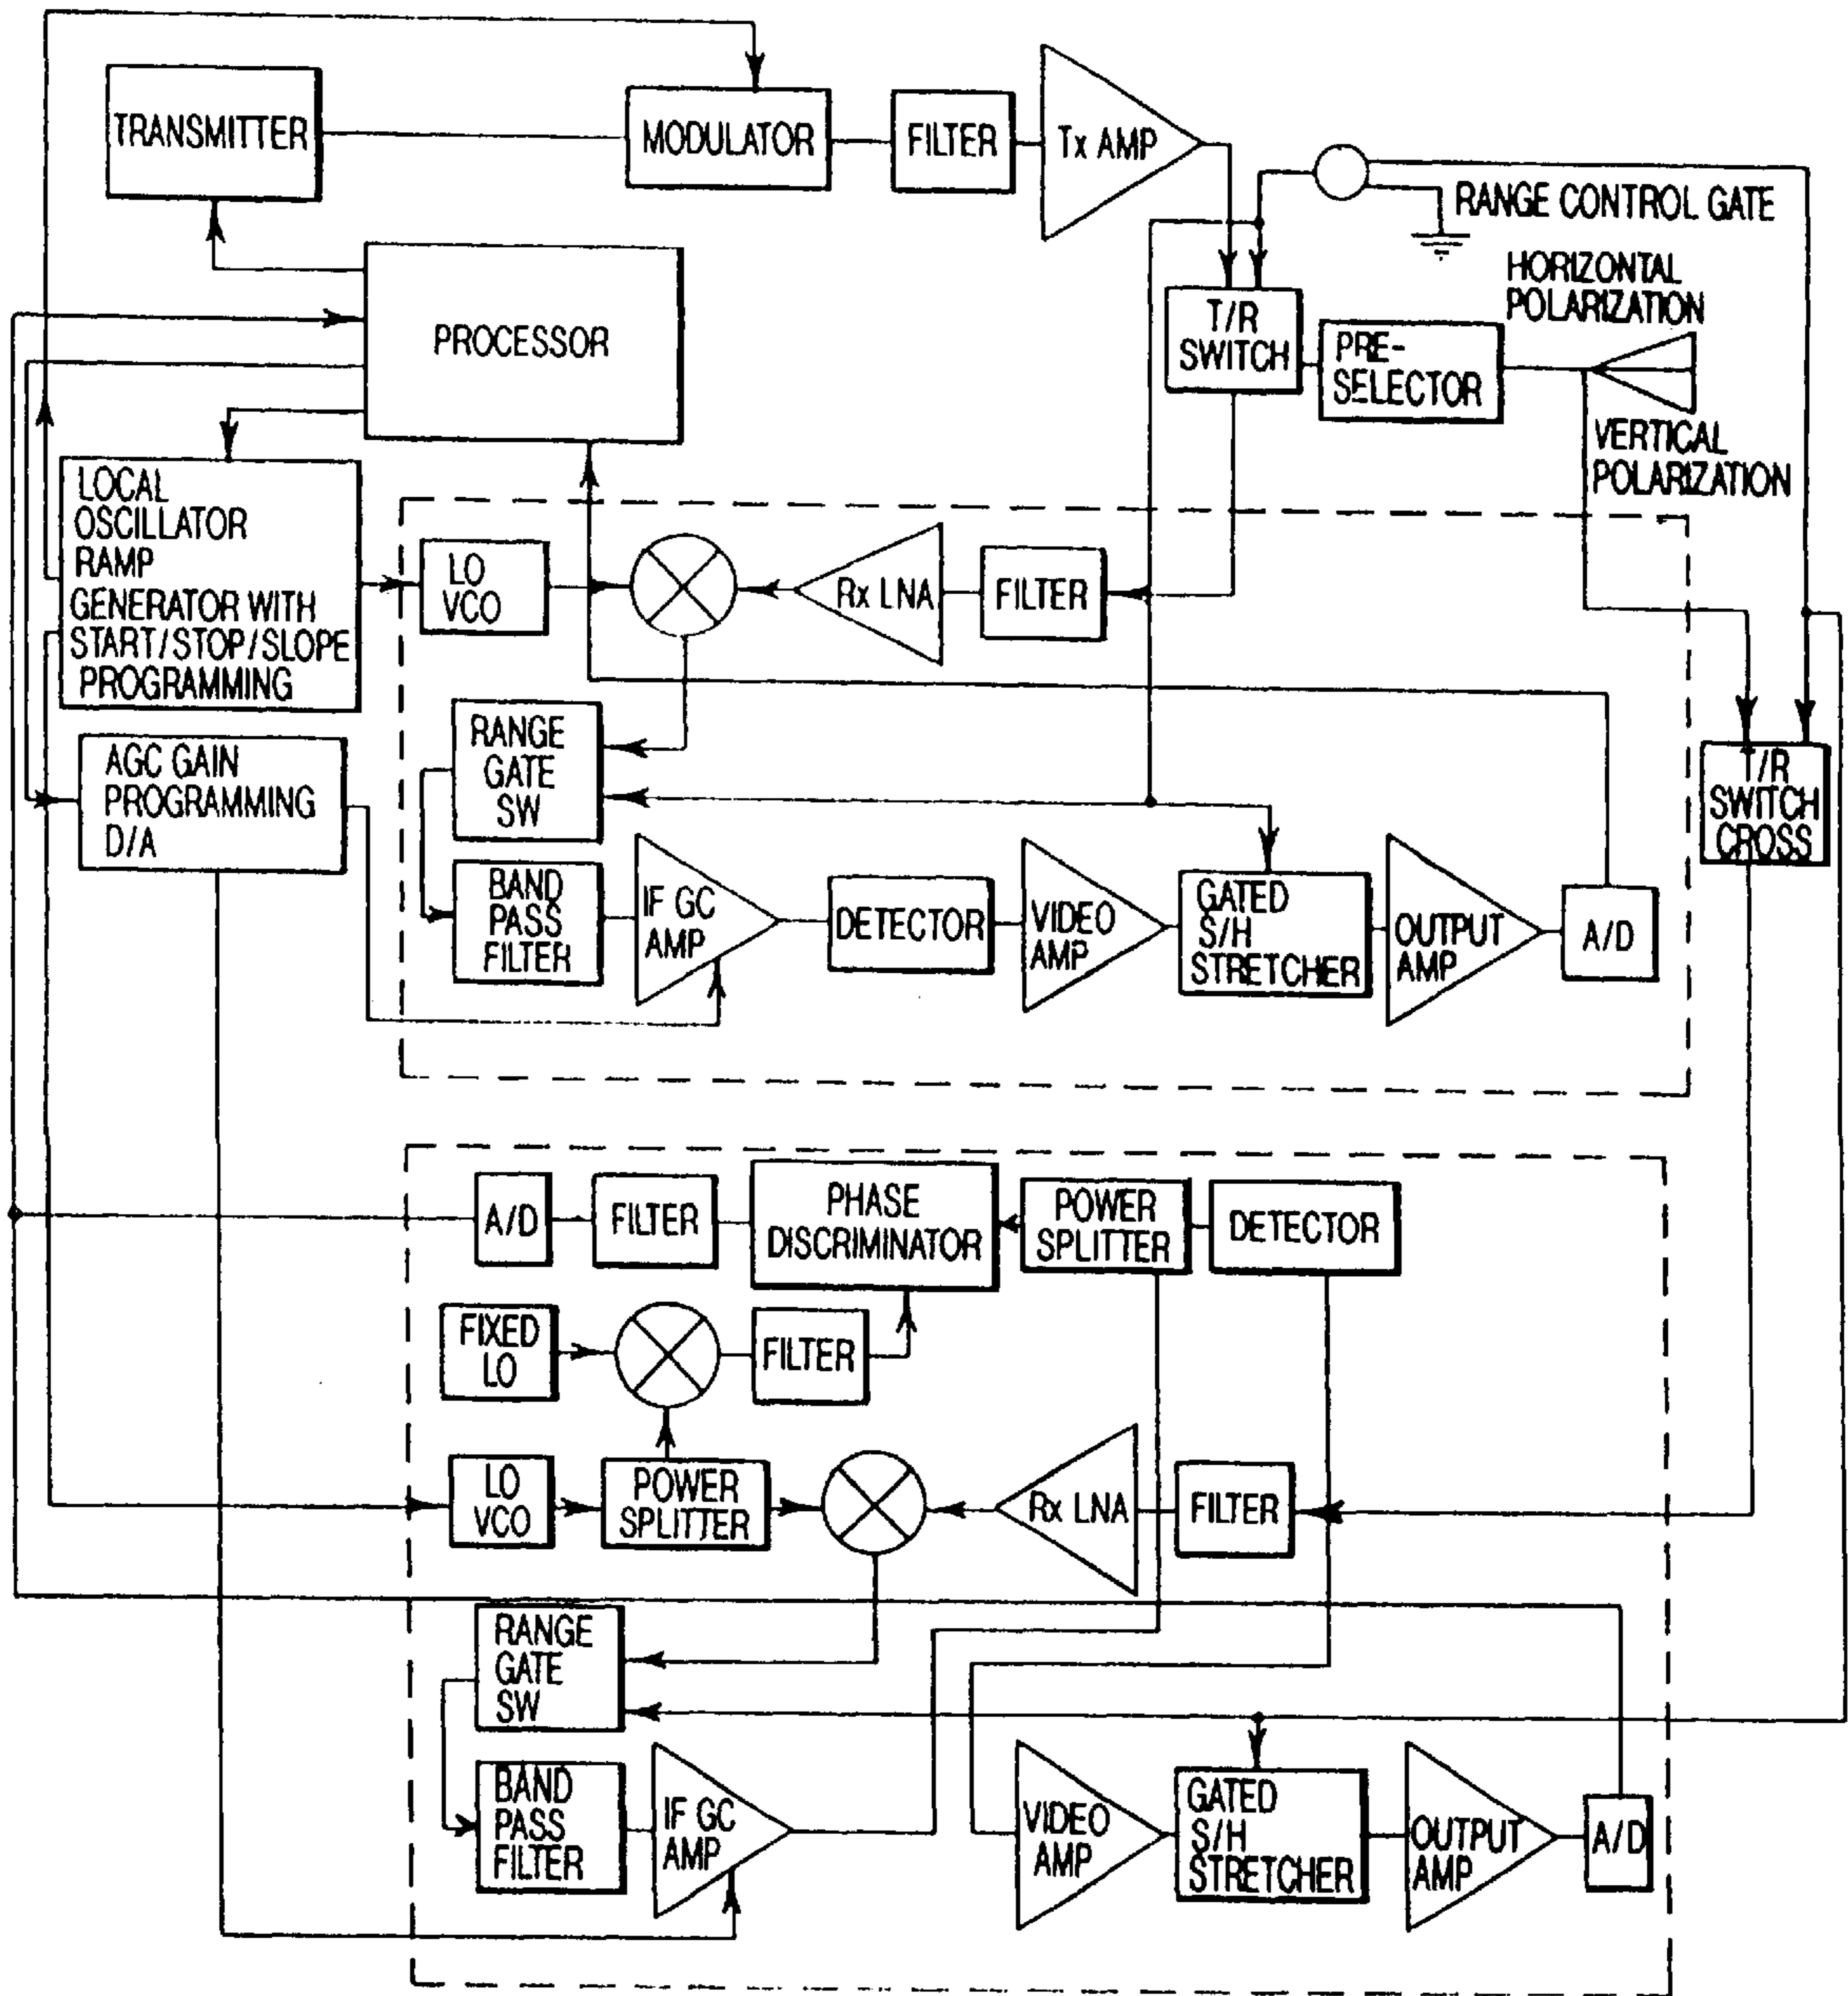 TRANSMITTER
MODULATOR
FILTER
Tx AMP
RANGE CONTROL GATE
PROCESSOR
T/R
SWITCH
PRE-
SELECTOR
HORIZONTAL
POLARIZATION
VERTICAL
POLARIZATION
LOCAL
OSCILLATOR
RAMP
GENERATOR WITH
START/STOP/SLOPE
PROGRAMMING
LO
VCO
Rx LNA
FILTER
RANGE
GATE
SW
AGC GAIN
PROGRAMMING
D/A
T/R
SWITCH
CROSS
BAND
PASS
FILTER
IF GC
AMP
DETECTOR
VIDEO
AMP
GATED
S/H
STRETCHER
OUTPUT
AMP
A/D
A/D
FILTER
PHASE
DISCRIMINATOR
POWER
SPLITTER
DETECTOR
FIXED
LO
FILTER
LO
VCO
POWER
SPLITTER
Rx LNA
FILTER
RANGE
GATE
SW
BAND
PASS
FILTER
IF GC
AMP
VIDEO
AMP
GATED
S/H
STRETCHER
OUTPUT
AMP
A/D